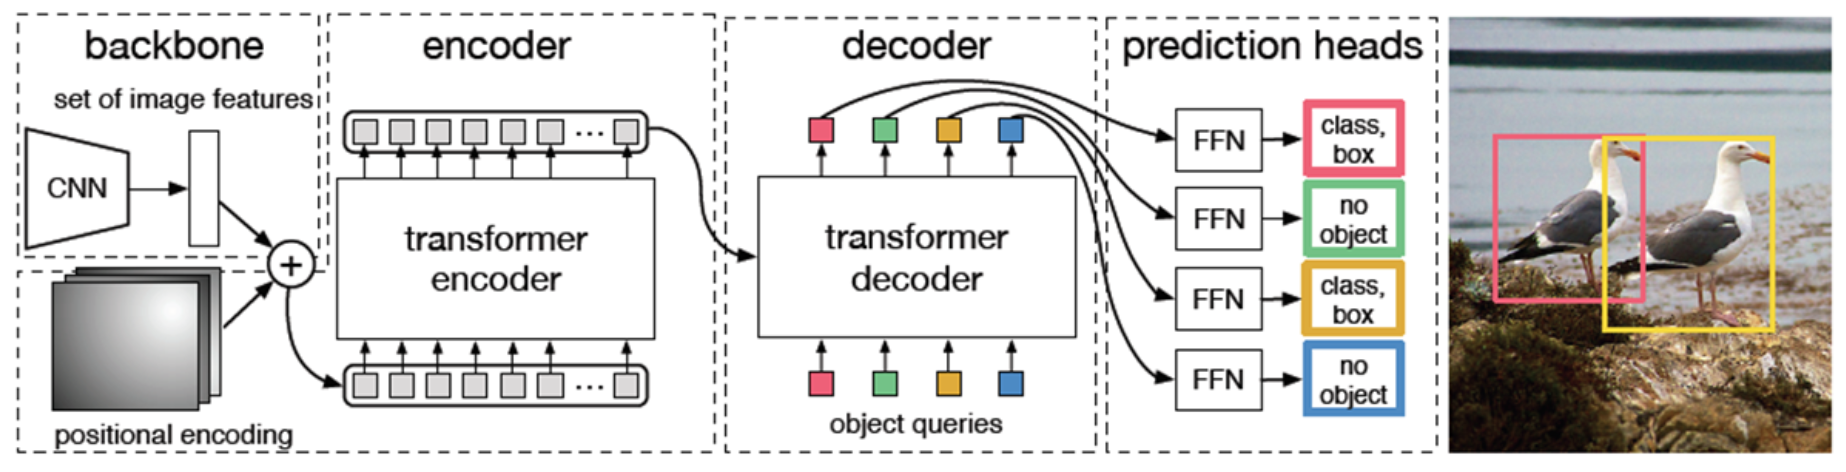 backbone
set of image features
CNN
+
positional encoding
encoder
...
transformer
encoder
...
decoder
transformer
decoder
object queries
prediction heads
FFN
class,
box
FFN
no
object
FFN
class,
box
FFN
no
object